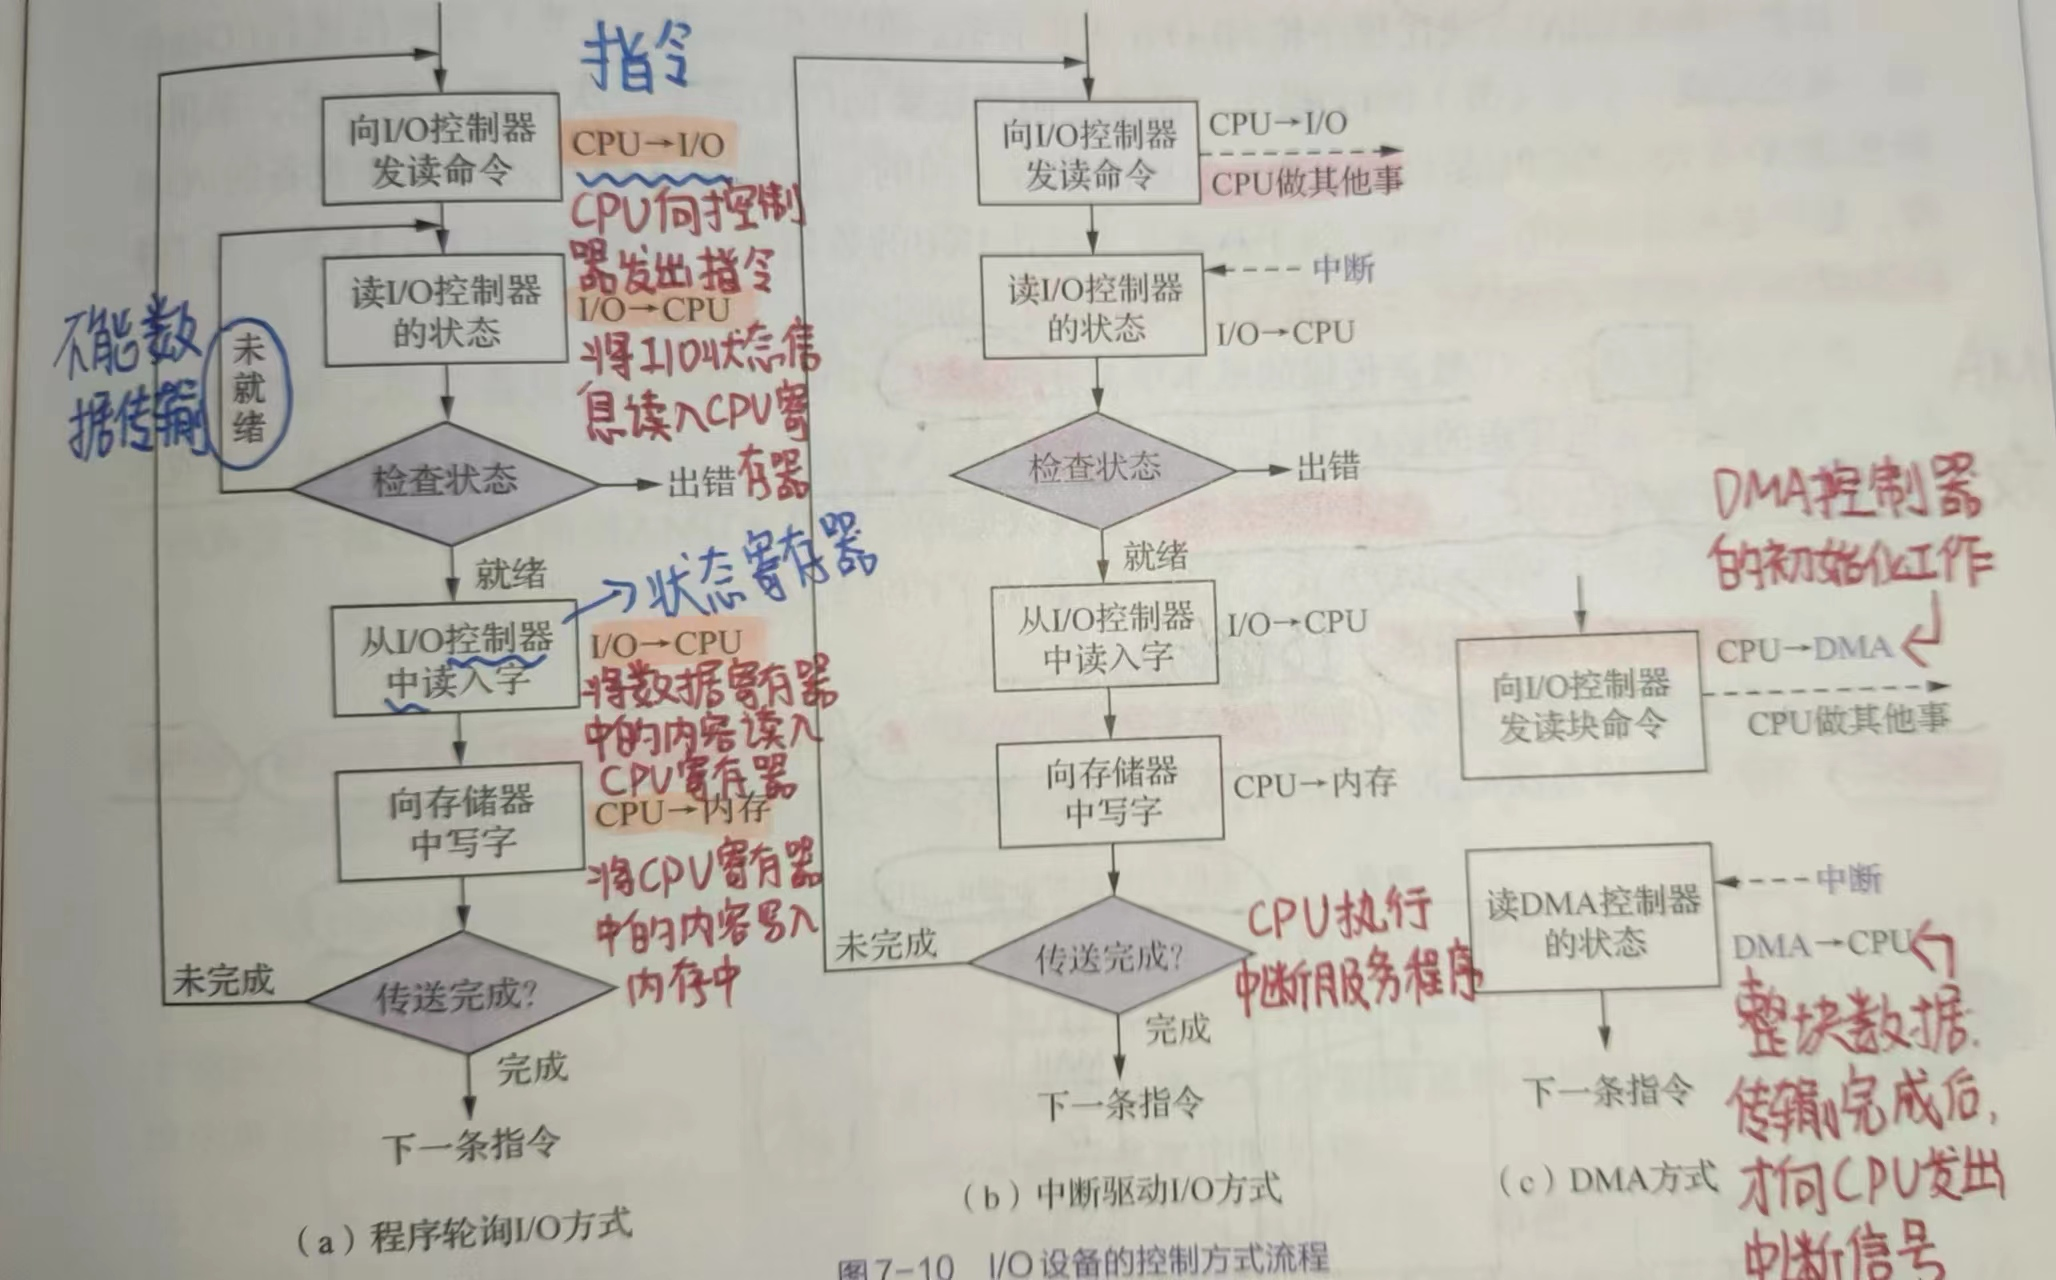 指令
向I/O控制器
发读命令
CPU→I/O
CPU向控制
器发出指令
读I/O控制器
的状态
I/O→CPU
将I/O状态信
息读入CPU寄
存器
不能数
据传输
未
就
绪
检查状态
出错
就绪
→状态寄存器
从I/O控制器
中读入字
I/O→CPU
将数据寄存器
中的内容读入
CPU寄存器
向存储器
中写字
CPU→内存
将CPU寄存器
中的内容写入
内存中
未完成
传送完成?
完成
下一条指令
(a)程序轮询I/O方式
向I/O控制器
发读命令
CPU→I/O
CPU做其他事
读I/O控制器
的状态
中断
I/O→CPU
检查状态
出错
就绪
从I/O控制器
中读入字
I/O→CPU
向存储器
中写字
CPU→内存
未完成
传送完成?
CPU执行
中断服务程序
完成
下一条指令
(b)中断驱动I/O方式
DMA控制器
的初始化工作
向I/O控制器
发读块命令
CPU→DMA
CPU做其他事
读DMA控制器
的状态
中断
DMA→CPU
整块数据
传输完成后,
才向CPU发出
中断信号
下一条指令
(c)DMA方式
图7-10 I/O设备的控制方式流程